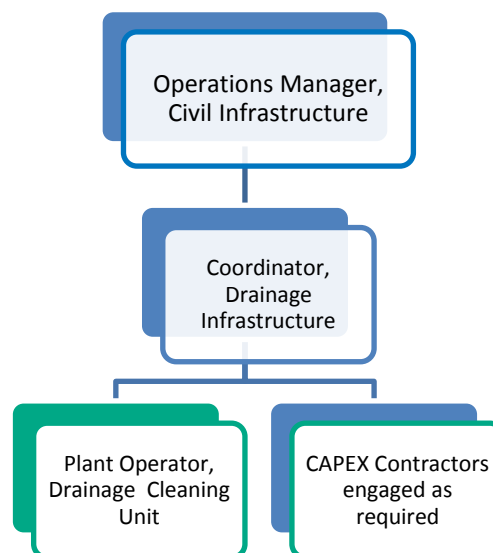 Operations Manager,
Civil Infrastructure
Coordinator,
Drainage
Infrastructure
Plant Operator,
Drainage Cleaning
Unit
CAPEX Contractors
engaged as
required